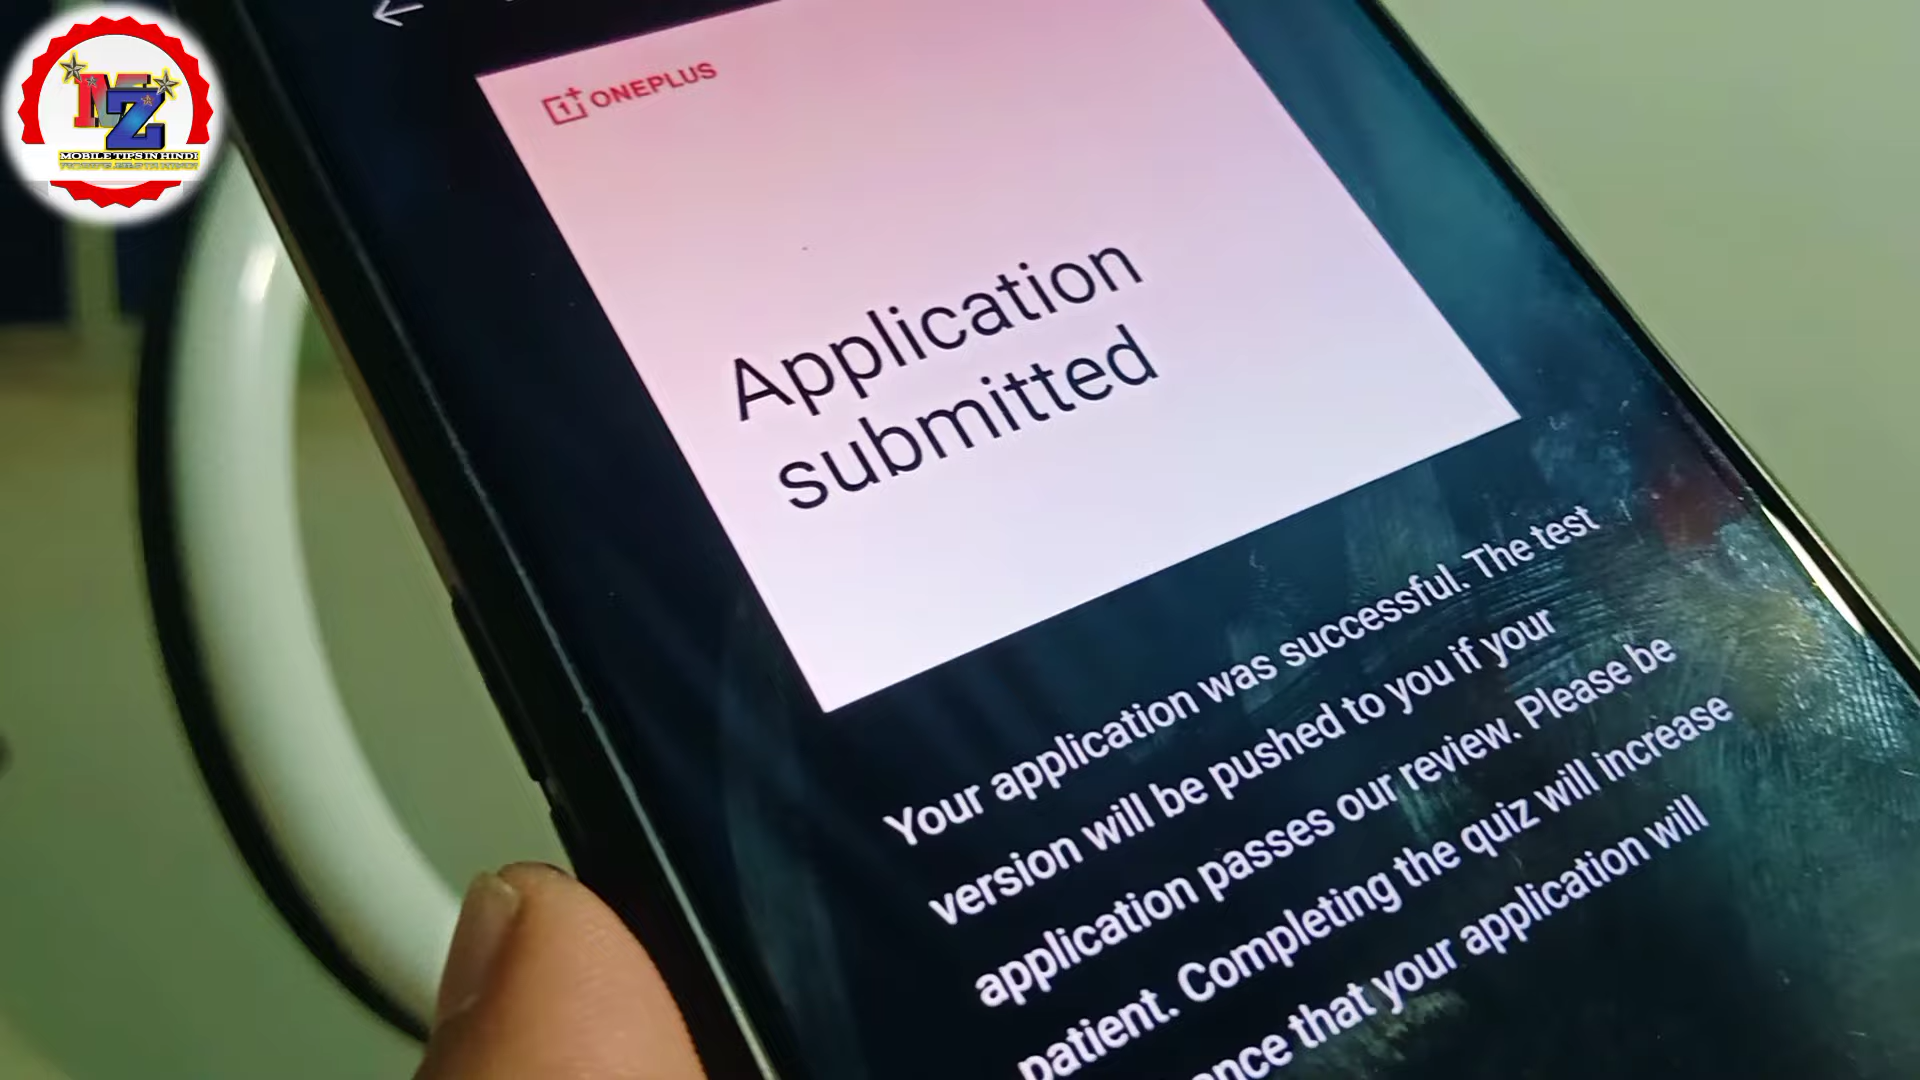 MZ
MOBILE TIPS IN HINDI
ONEPLUS
Application
submitted
Your application was successful. The test
version will be pushed to you if your
application passes our review. Please be
patient. Completing the quiz will increase
that your application will